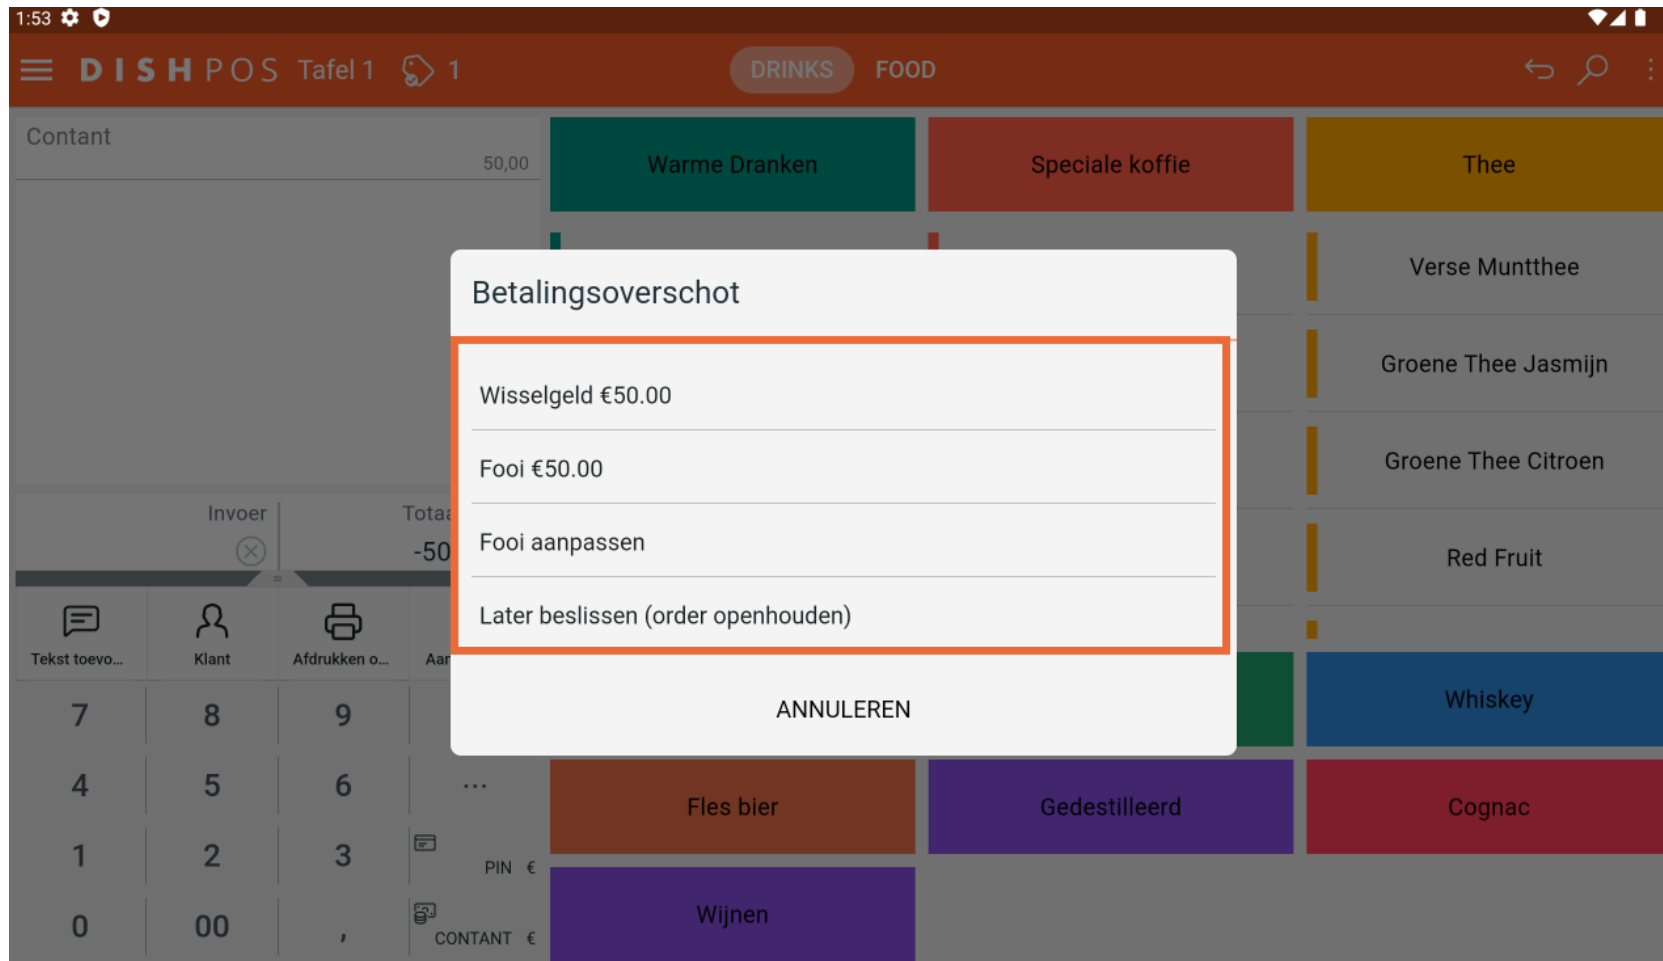 1:53
DISH POS Tafel 1 1 DRINKS FOOD
Contant
50,00
Warme Dranken
Speciale koffie
Thee
Verse Muntthee
Groene Thee Jasmijn
Groene Thee Citroen
Red Fruit
Betalingsoverschot
Wisselgeld €50.00
Fooi €50.00
Fooi aanpassen
Later beslissen (order openhouden)
ANNULEREN
Invoer
-50
Tekst toevo...
Klant
Afdrukken o...
7 8 9
4 5 6 ...
1 2 3 PIN €
0 00 , CONTANT €
Whiskey
Fles bier
Gedestilleerd
Cognac
Wijnen